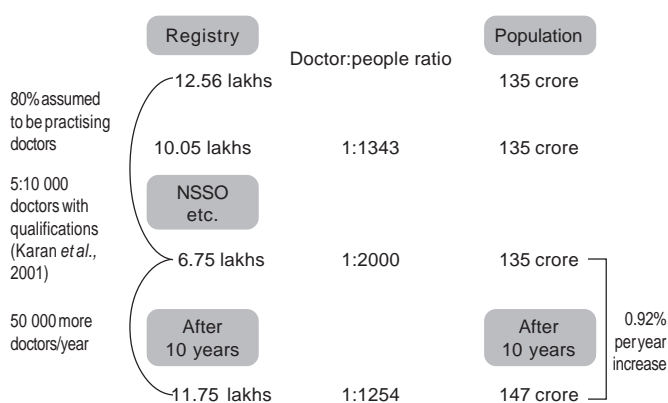 Registry
Doctor:people ratio
Population
12.56 lakhs
135 crore
80% assumed
to be practising
doctors
10.05 lakhs
1:1343
135 crore
5:10 000
doctors with
qualifications
(Karan et al.,
2001)
NSSO
etc.
6.75 lakhs
1:2000
135 crore
50 000 more
doctors/year
After
10 years
After
10 years
0.92%
per year
increase
11.75 lakhs
1:1254
147 crore